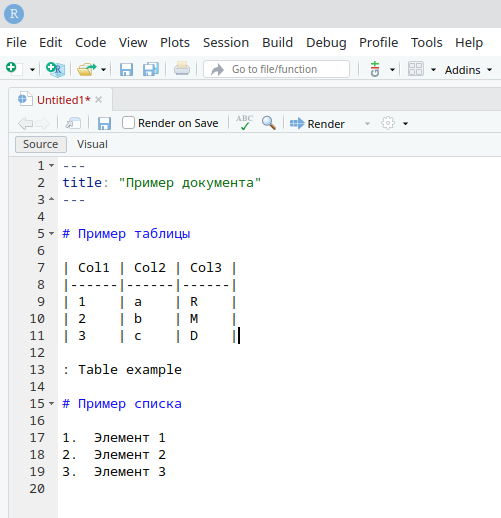 R
File Edit Code View Plots Session Build Debug Profile Tools Help
R Go to file/function Addins
Untitled1*
Render on Save ABC Render
Source Visual
1 ---
2 title: "Пример документа"
3 ---
4
5 # Пример таблицы
6
7 | Col1 | Col2 | Col3 |
8 |------|------|------|
9 | 1    | a    | R    |
10 | 2    | b    | M    |
11 | 3    | c    | D    |
12
13 : Table example
14
15 # Пример списка
16
17 1.  Элемент 1
18 2.  Элемент 2
19 3.  Элемент 3
20